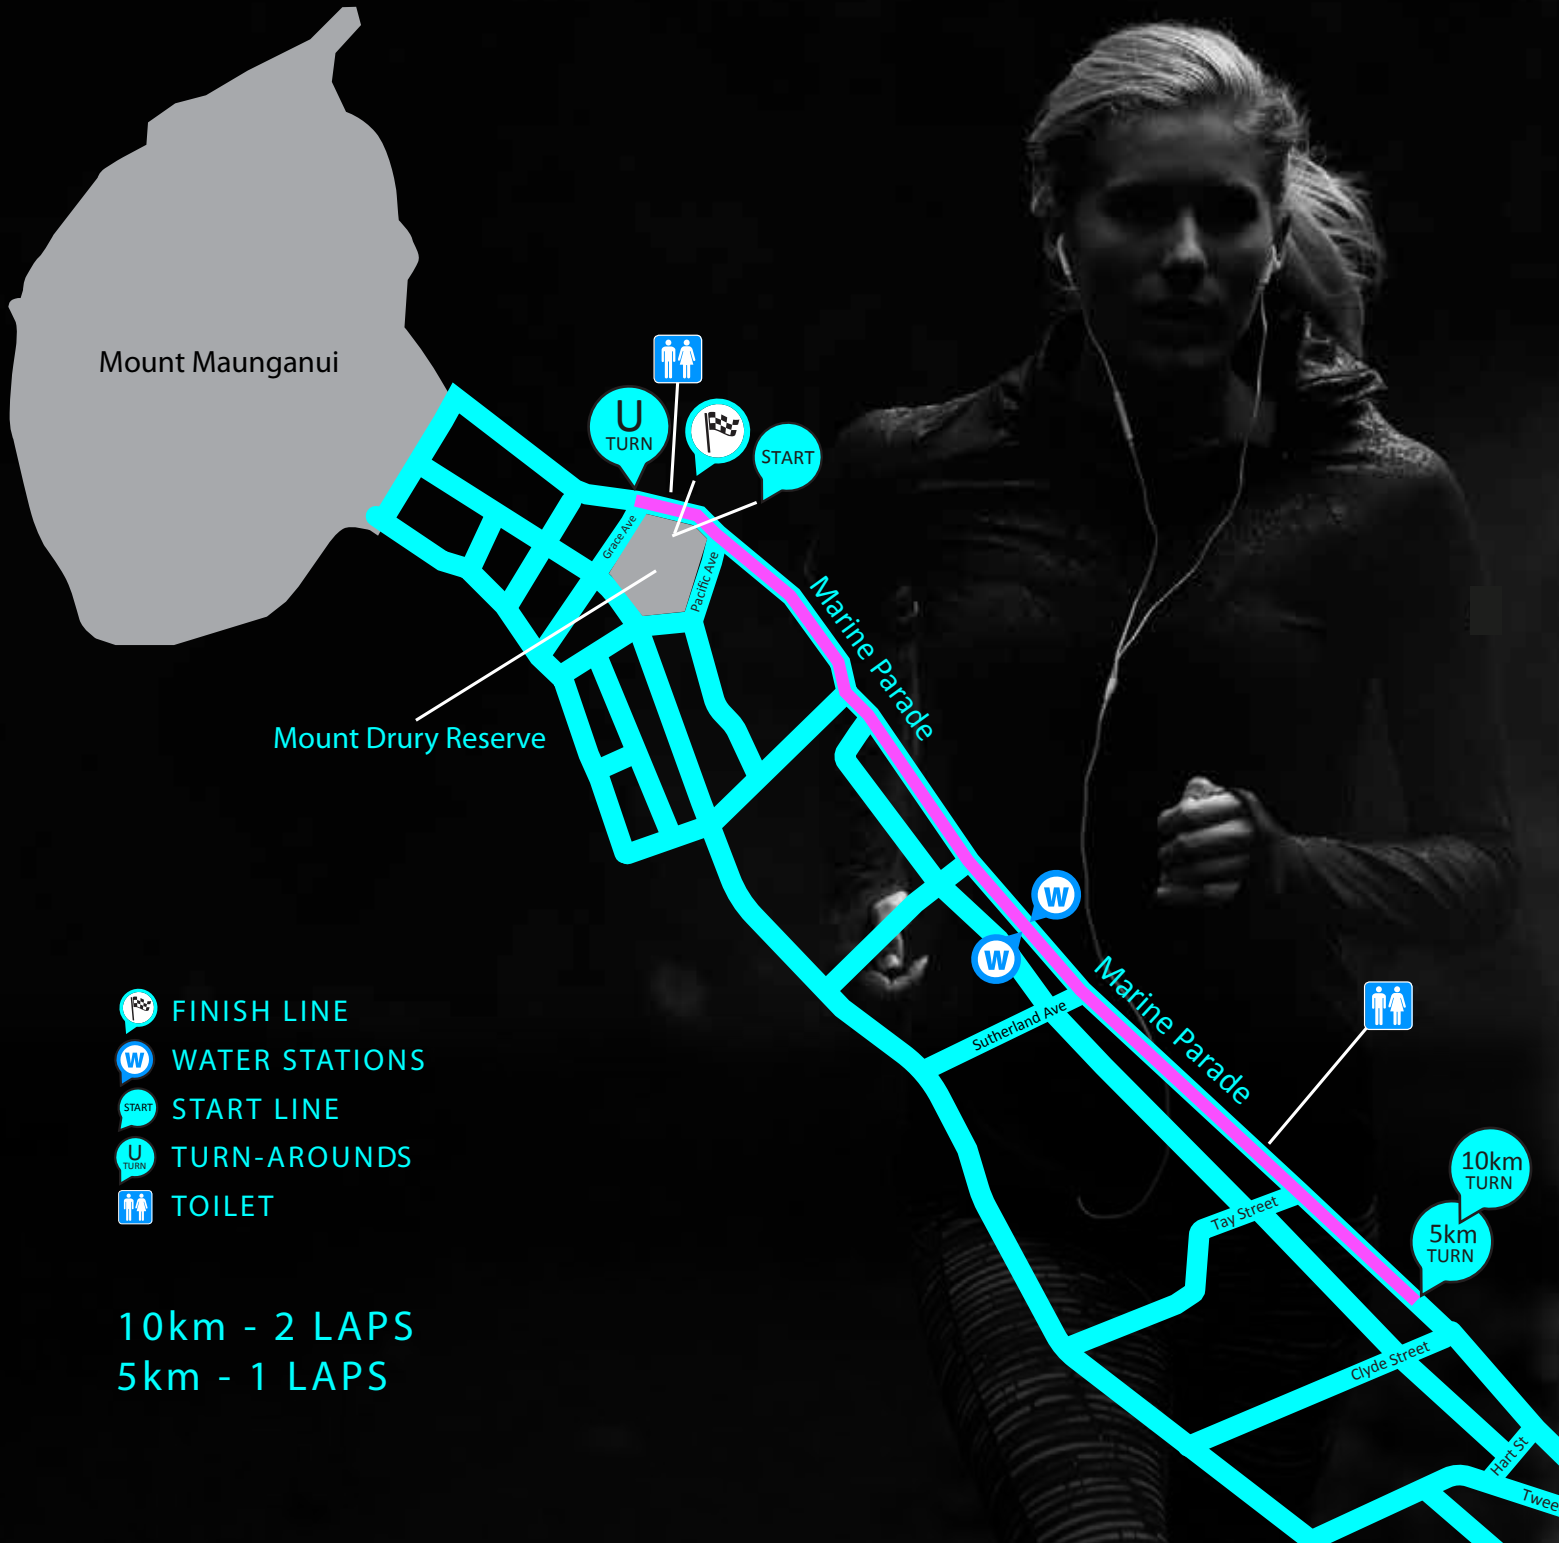 Mount Maunganui
U
TURN
START
Grace Ave
Pacific Ave
Marine Parade
Mount Drury Reserve
W
W
Marine Parade
Sutherland Ave
10km
TURN
5km
TURN
Tay Street
Clyde Street
Hart St
Twee
FINISH LINE
W WATER STATIONS
START START LINE
U
TURN TURN-AROUNDS
TOILET
10km - 2 LAPS
5km - 1 LAPS